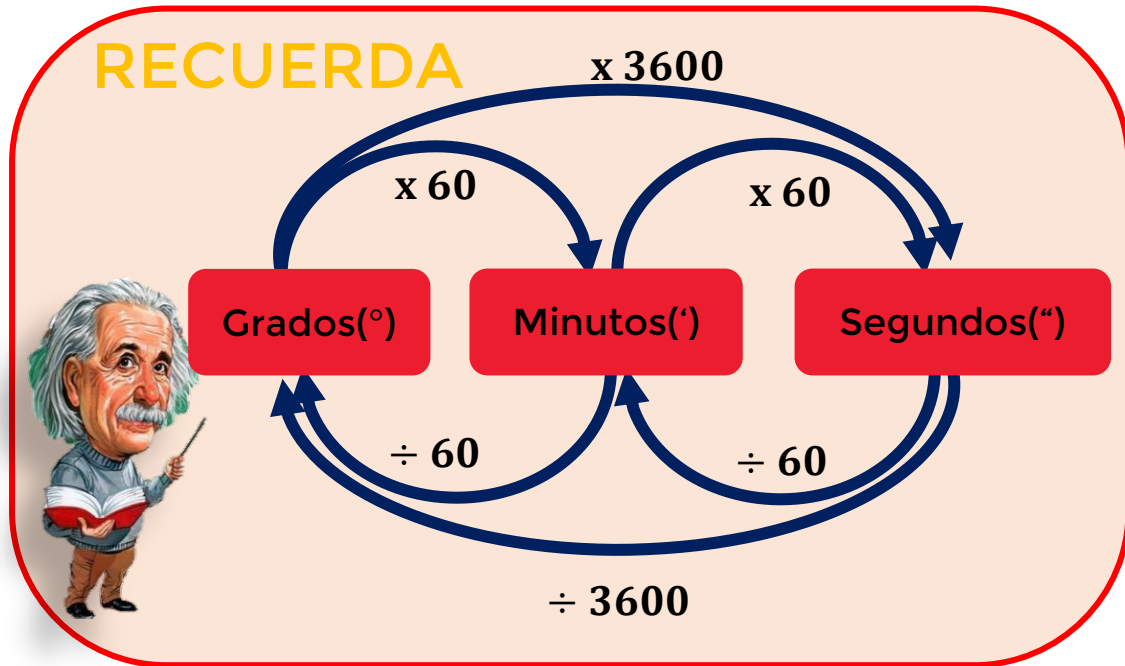 RECUERDA
x 3600
x 60
x 60
Grados(°)
Minutos(‘)
Segundos(“)
÷ 60
÷ 60
÷ 3600